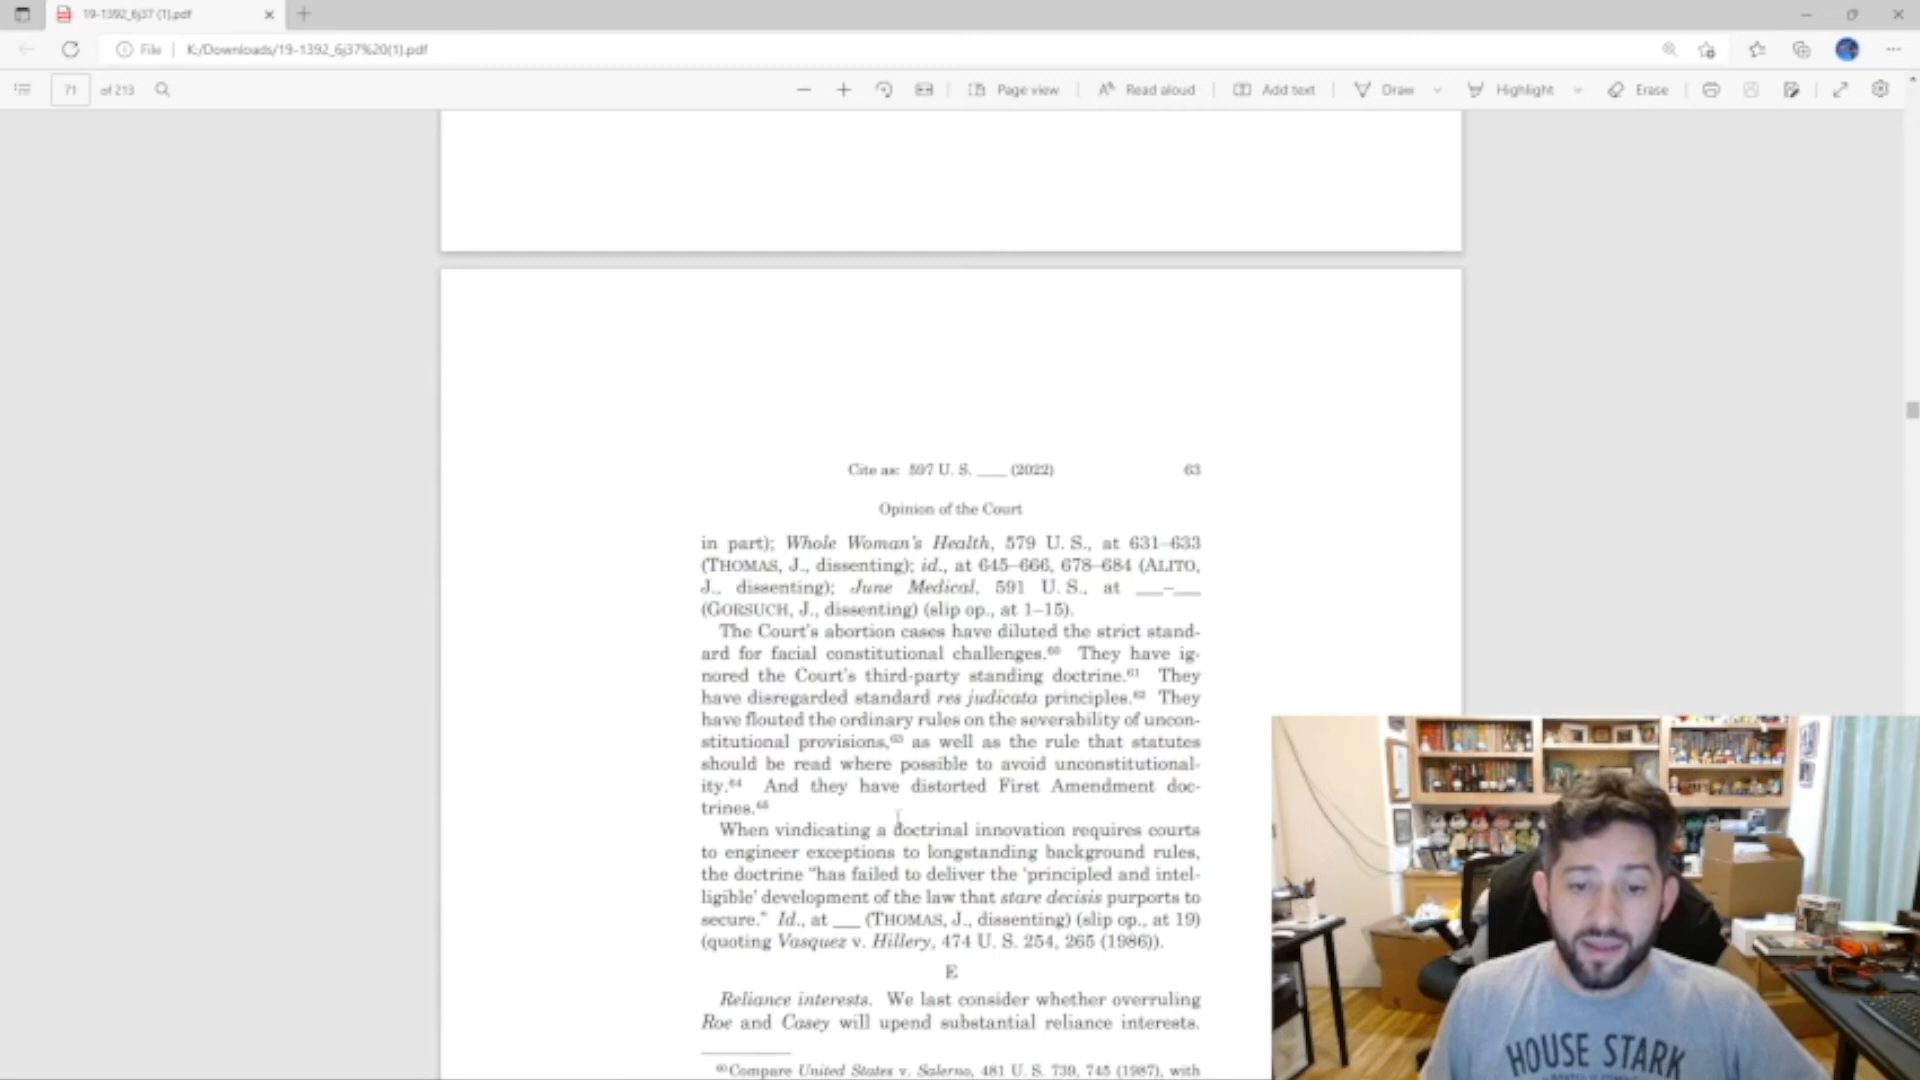 19-1392_6j37 (1).pdf
File
K:/Downloads/19-1392_6j37%20(1).pdf
71 of 213
Page view
Read aloud
Add text
Draw
Highlight
Erase
Cite as: 597 U. S. ___ (2022) 63
Opinion of the Court
in part); Whole Woman's Health, 579 U. S., at 631–633
(THOMAS, J., dissenting); id., at 645–666, 678–684 (ALITO,
J., dissenting); June Medical, 591 U. S., at ___–___
(GORSUCH, J., dissenting) (slip op., at 1–15).
The Court's abortion cases have diluted the strict stand-
ard for facial constitutional challenges.60 They have ig-
nored the Court's third-party standing doctrine.61 They
have disregarded standard res judicata principles.62 They
have flouted the ordinary rules on the severability of uncon-
stitutional provisions,63 as well as the rule that statutes
should be read where possible to avoid unconstitutional-
ity.64 And they have distorted First Amendment doc-
trines.65
When vindicating a doctrinal innovation requires courts
to engineer exceptions to longstanding background rules,
the doctrine "has failed to deliver the 'principled and intel-
ligible' development of the law that stare decisis purports to
secure." Id., at ___ (THOMAS, J., dissenting) (slip op., at 19)
(quoting Vasquez v. Hillery, 474 U. S. 254, 265 (1986)).
E
Reliance interests. We last consider whether overruling
Roe and Casey will upend substantial reliance interests.
60 Compare United States v. Salerno, 481 U. S. 739, 745 (1987), with
HOUSE STARK